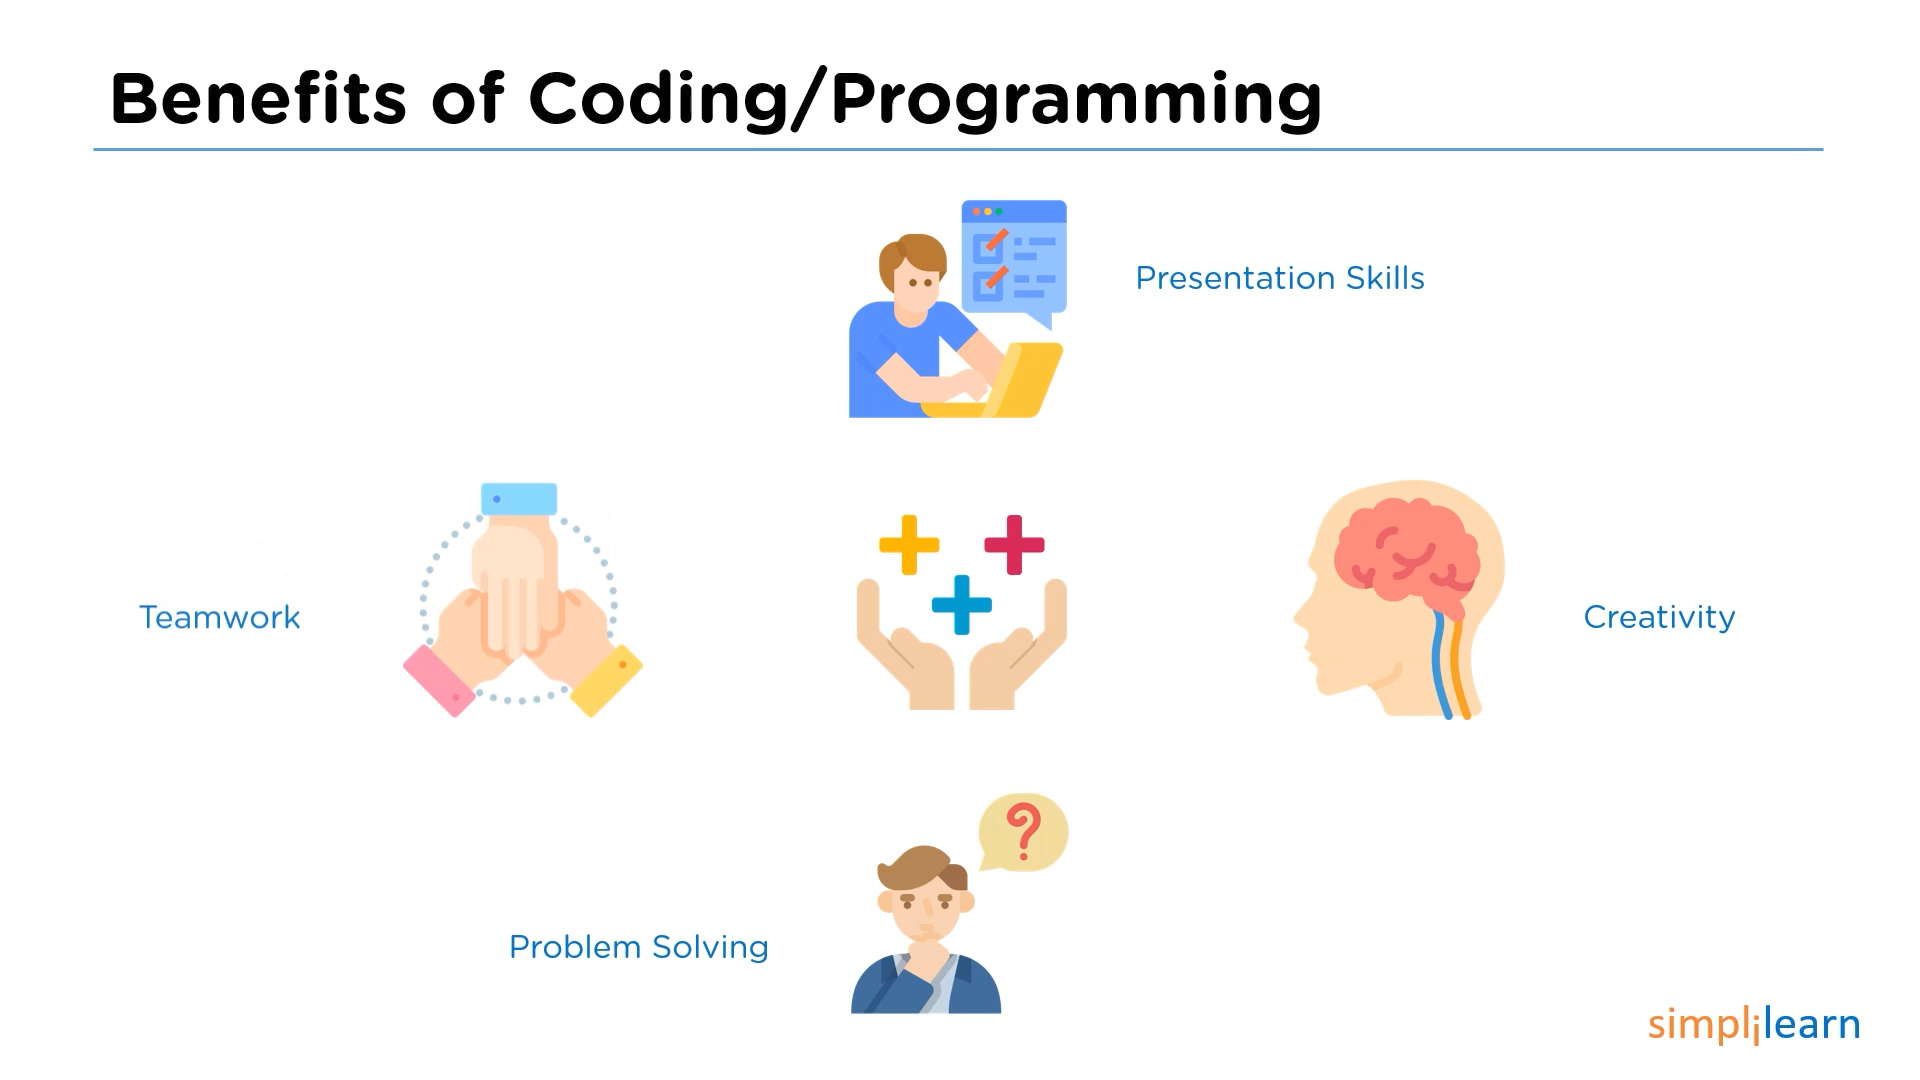 Benefits of Coding/Programming
Presentation Skills
Teamwork
Creativity
?
Problem Solving
simplilearn